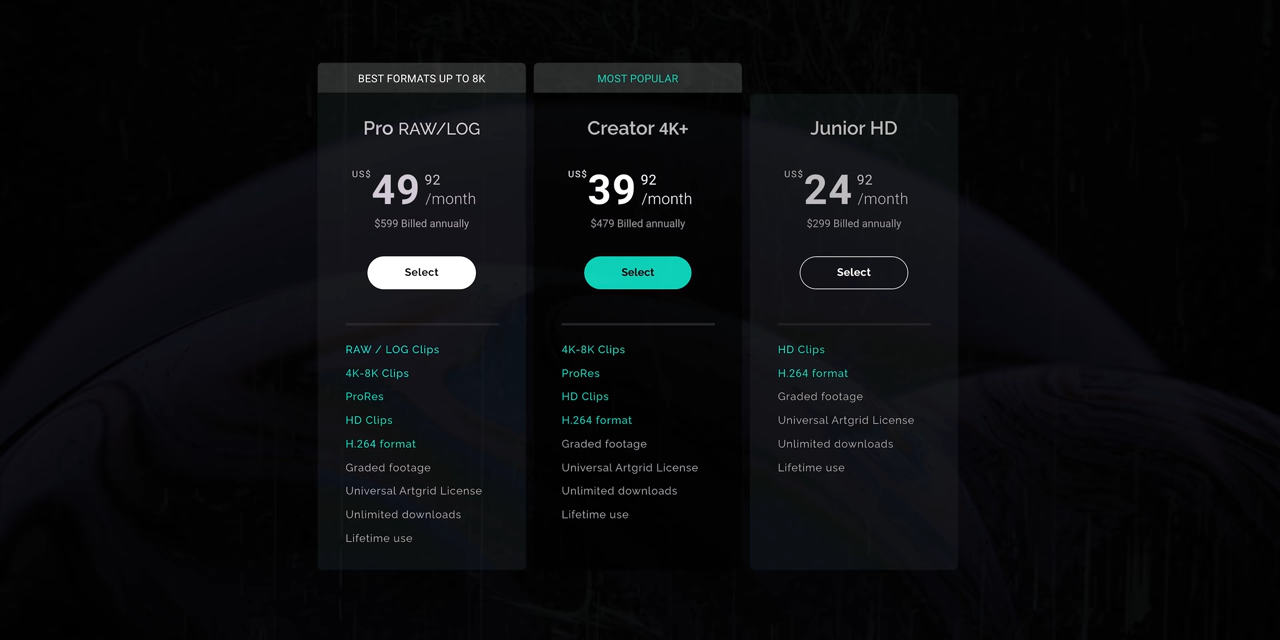 BEST FORMATS UP TO 8K
Pro RAW/LOG
US$ 49 92 /month
$599 Billed annually
Select
RAW / LOG Clips
4K-8K Clips
ProRes
HD Clips
H.264 format
Graded footage
Universal Artgrid License
Unlimited downloads
Lifetime use
MOST POPULAR
Creator 4K+
US$ 39 92 /month
$479 Billed annually
Select
4K-8K Clips
ProRes
HD Clips
H.264 format
Graded footage
Universal Artgrid License
Unlimited downloads
Lifetime use
Junior HD
US$ 24 92 /month
$299 Billed annually
Select
HD Clips
H.264 format
Graded footage
Universal Artgrid License
Unlimited downloads
Lifetime use